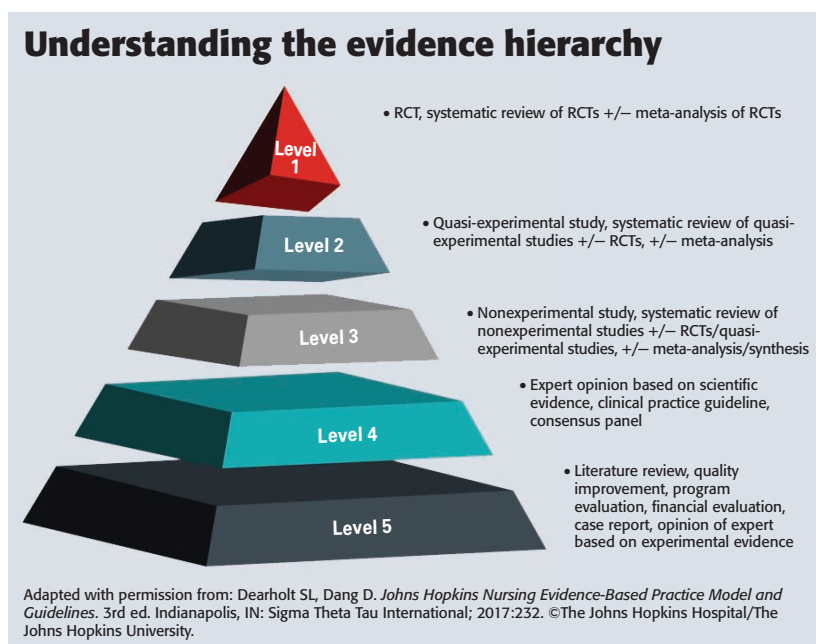 Understanding the evidence hierarchy
Level
1
• RCT, systematic review of RCTs +/– meta-analysis of RCTs
Level 2
• Quasi-experimental study, systematic review of quasi-
experimental studies +/– RCTs, +/– meta-analysis
Level 3
• Nonexperimental study, systematic review of
nonexperimental studies +/– RCTs/quasi-
experimental studies, +/– meta-analysis/synthesis
Level 4
• Expert opinion based on scientific
evidence, clinical practice guideline,
consensus panel
Level 5
• Literature review, quality
improvement, program
evaluation, financial evaluation,
case report, opinion of expert
based on experimental evidence
Adapted with permission from: Dearholt SL, Dang D. Johns Hopkins Nursing Evidence-Based Practice Model and
Guidelines. 3rd ed. Indianapolis, IN: Sigma Theta Tau International; 2017:232. ©The Johns Hopkins Hospital/The
Johns Hopkins University.